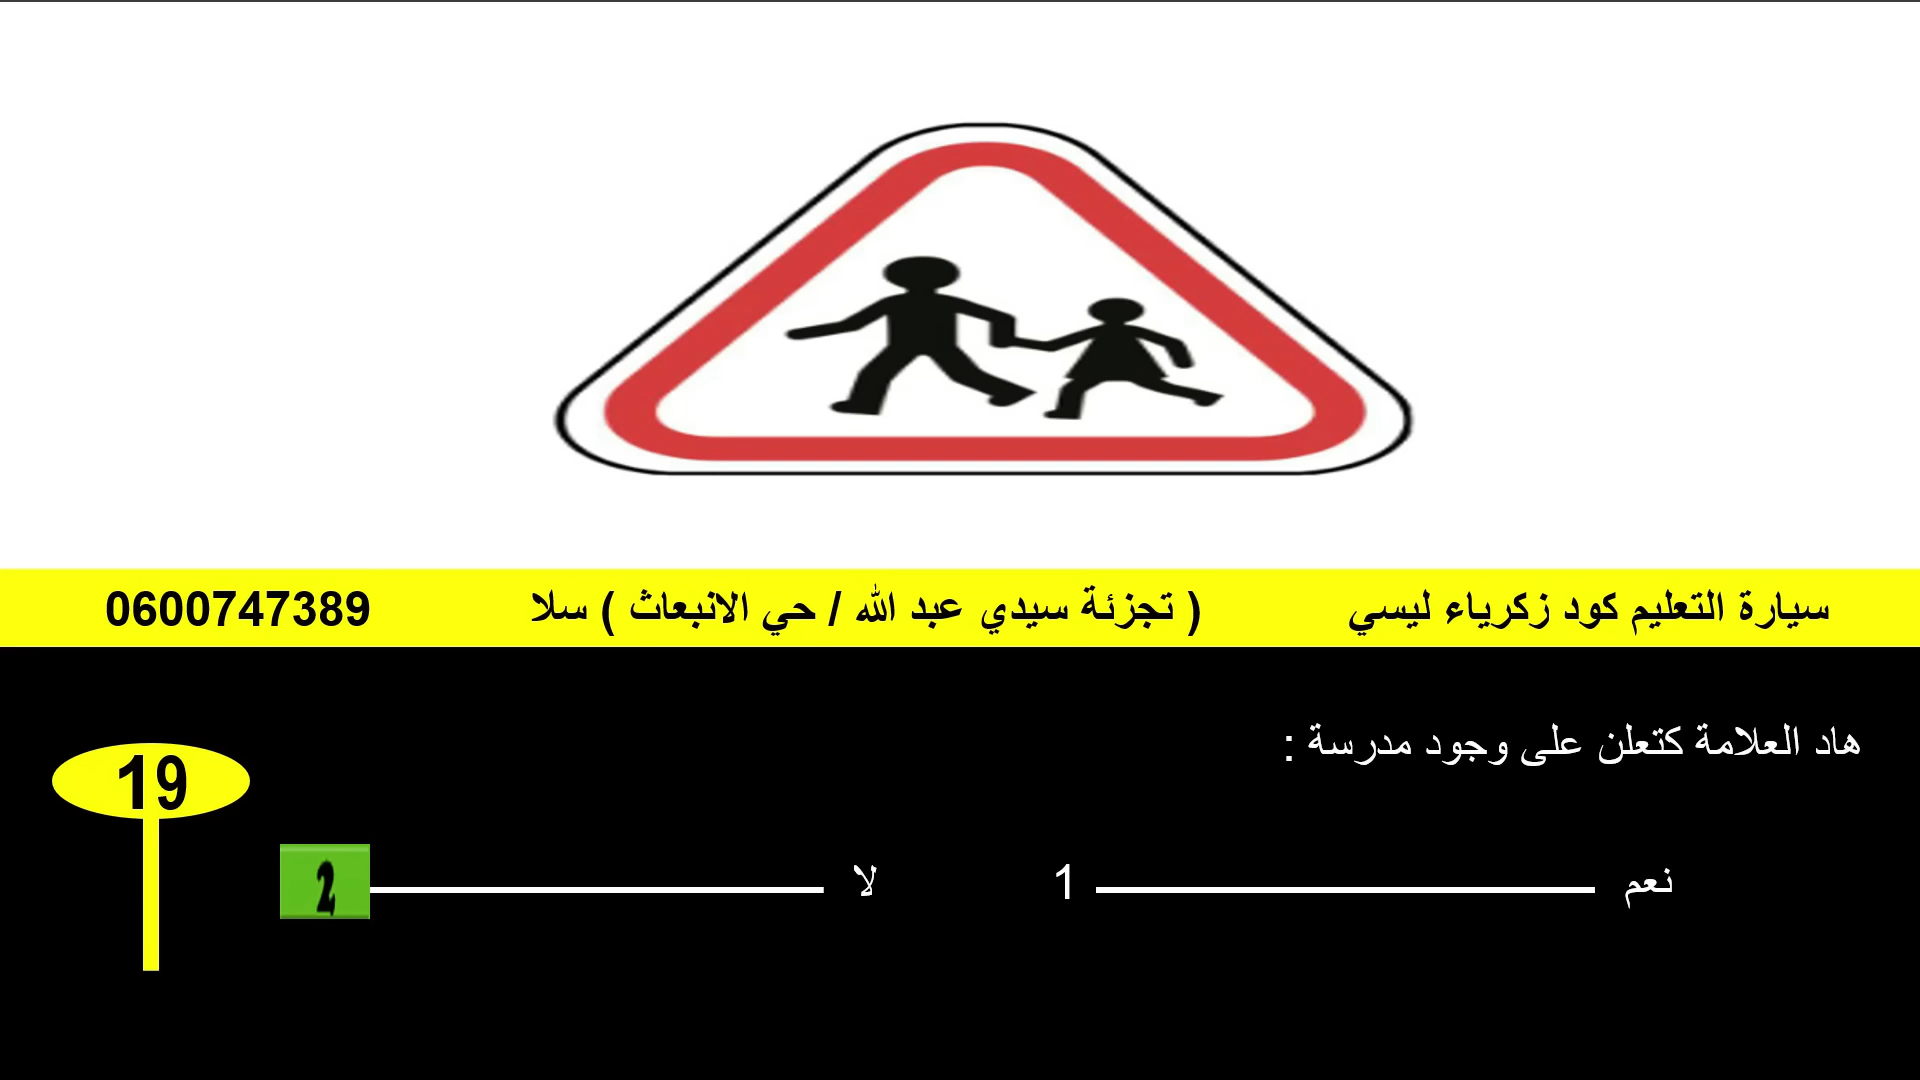 سيارة التعليم كود زكرياء ليسي ( تجزئة سيدي عبد الله / حي الانبعاث ) سلا 0600747389
هاد العلامة كتعلن على وجود مدرسة :
19
نعم 1 لا 2